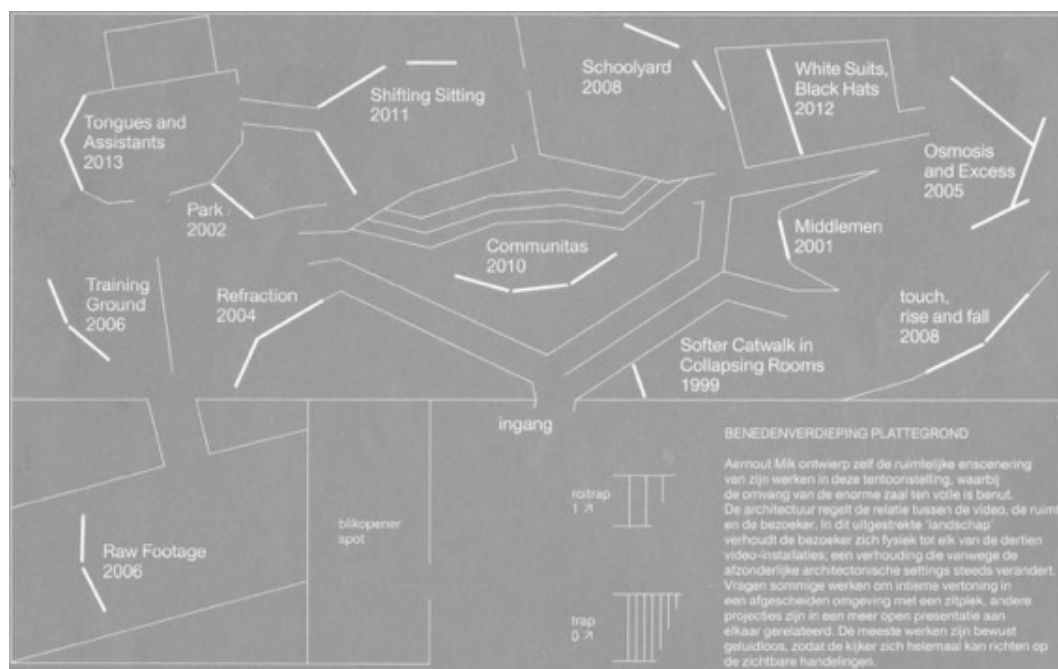 Schoolyard
2008
White Suits,
Black Hats
2012
Shifting Sitting
2011
Tongues and
Assistants
2013
Osmosis
and Excess
2005
Park
2002
Middlemen
2001
Communitas
2010
Training
Ground
2006
Refraction
2004
touch,
rise and fall
2008
Softer Catwalk in
Collapsing Rooms
1999
ingang
BENEDENVERDIEPING PLATTEGROND
Aernout Mik ontwierp zelf de ruimtelijke enscenering
van zijn werken in deze tentoonstelling, waarbij
de omvang van de enorme zaal ten volle is benut.
De architectuur regelt de relatie tussen de video, de ruimt
en de bezoeker. In dit uitgestrekte 'landschap'
verhoudt de bezoeker zich fysiek tot elk van de dertien
video-installaties; een verhouding die vanwege de
afzonderlijke architectonische settings steeds verandert.
Vragen sommige werken om intieme vertoning in
een afgescheiden omgeving met een zitplek, andere
projecties zijn in een meer open presentatie aan
elkaar gerelateerd. De meeste werken zijn bewust
geluidloos, zodat de kijker zich helemaal kan richten op
de zichtbare handelingen.
roltrap
1 ↗
blikopener
spot
Raw Footage
2006
trap
0 ↗